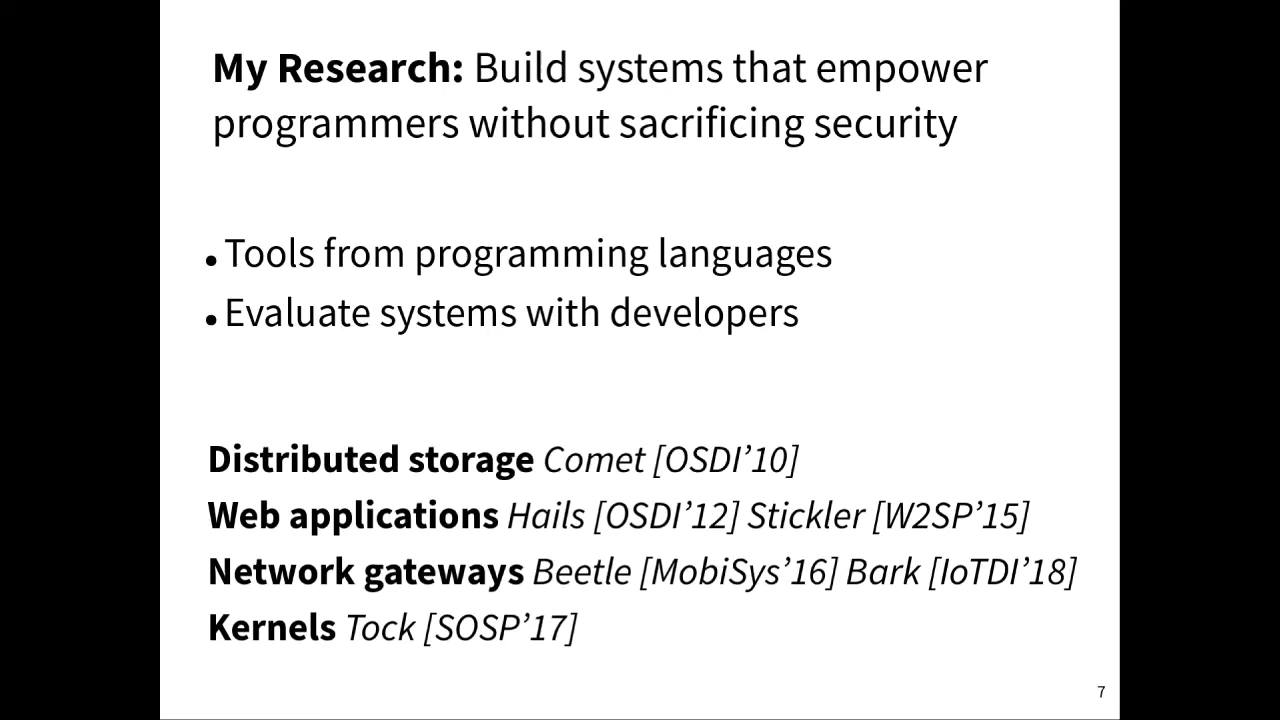 My Research: Build systems that empower
programmers without sacrificing security
• Tools from programming languages
• Evaluate systems with developers
Distributed storage Comet [OSDI’10]
Web applications Hails [OSDI’12] Stickler [W2SP’15]
Network gateways Beetle [MobiSys’16] Bark [IoTDI’18]
Kernels Tock [SOSP’17]
7